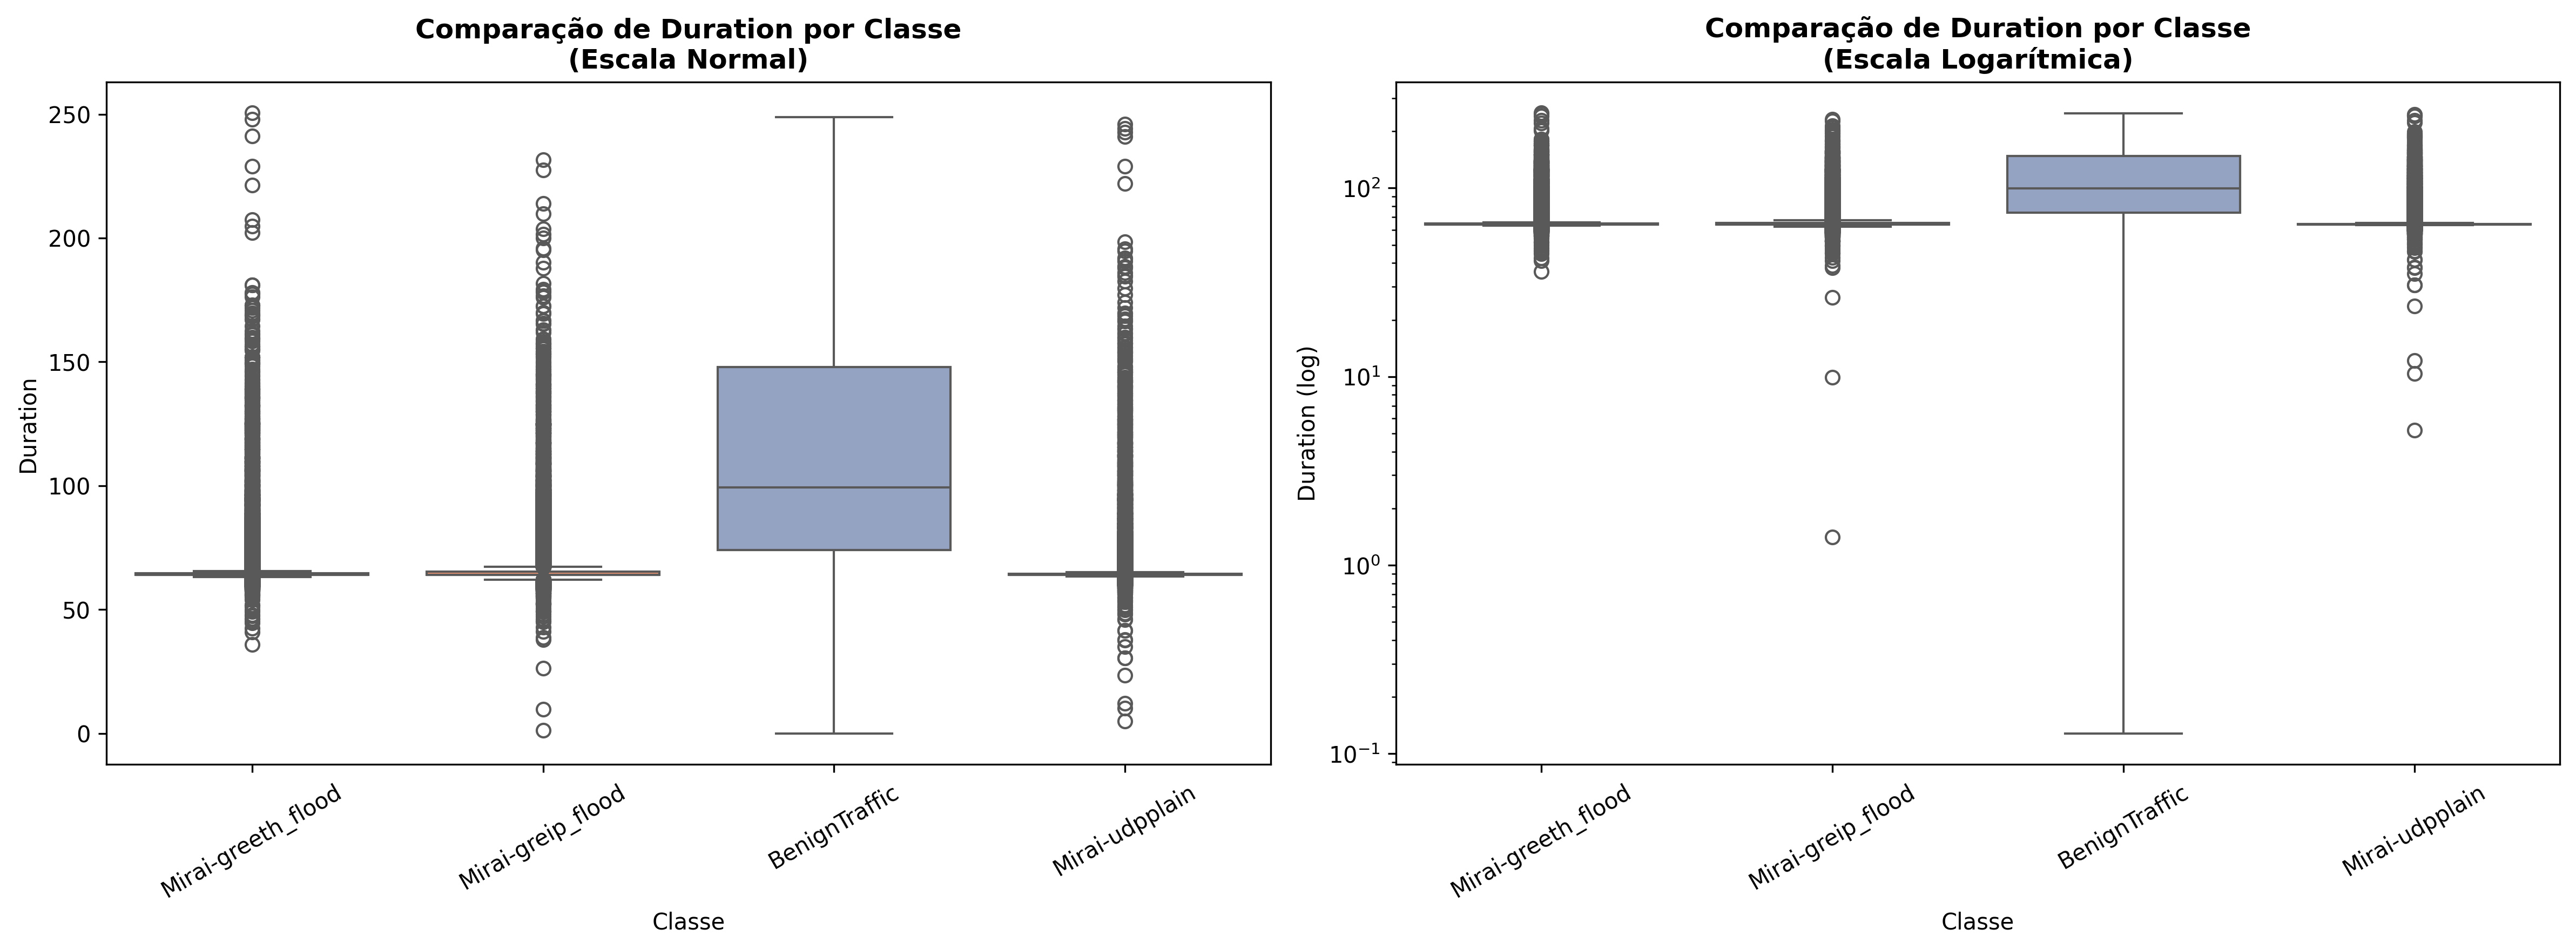 Comparação de Duration por Classe
(Escala Normal)
Duration
250
200
150
100
50
0
Mirai-greeth_flood
Mirai-greip_flood
BenignTraffic
Mirai-udpplain
Classe
Comparação de Duration por Classe
(Escala Logarítmica)
Duration (log)
10²
10¹
10⁰
10⁻¹
Mirai-greeth_flood
Mirai-greip_flood
BenignTraffic
Mirai-udpplain
Classe